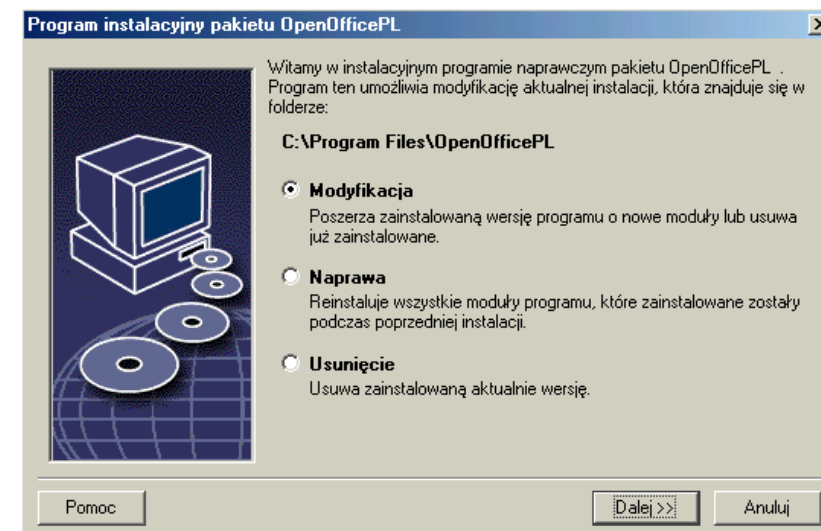 Program instalacyjny pakietu OpenOfficePL
Witamy w instalacyjnym programie naprawczym pakietu OpenOfficePL .
Program ten umożliwia modyfikację aktualnej instalacji, która znajduje się w
folderze:
C:\Program Files\OpenOfficePL
Modyfikacja
Poszerza zainstalowaną wersję programu o nowe moduły lub usuwa
już zainstalowane.
Naprawa
Reinstaluje wszystkie moduły programu, które zainstalowane zostały
podczas poprzedniej instalacji.
Usunięcie
Usuwa zainstalowaną aktualnie wersję.
Pomoc
Dalej >>
Anuluj